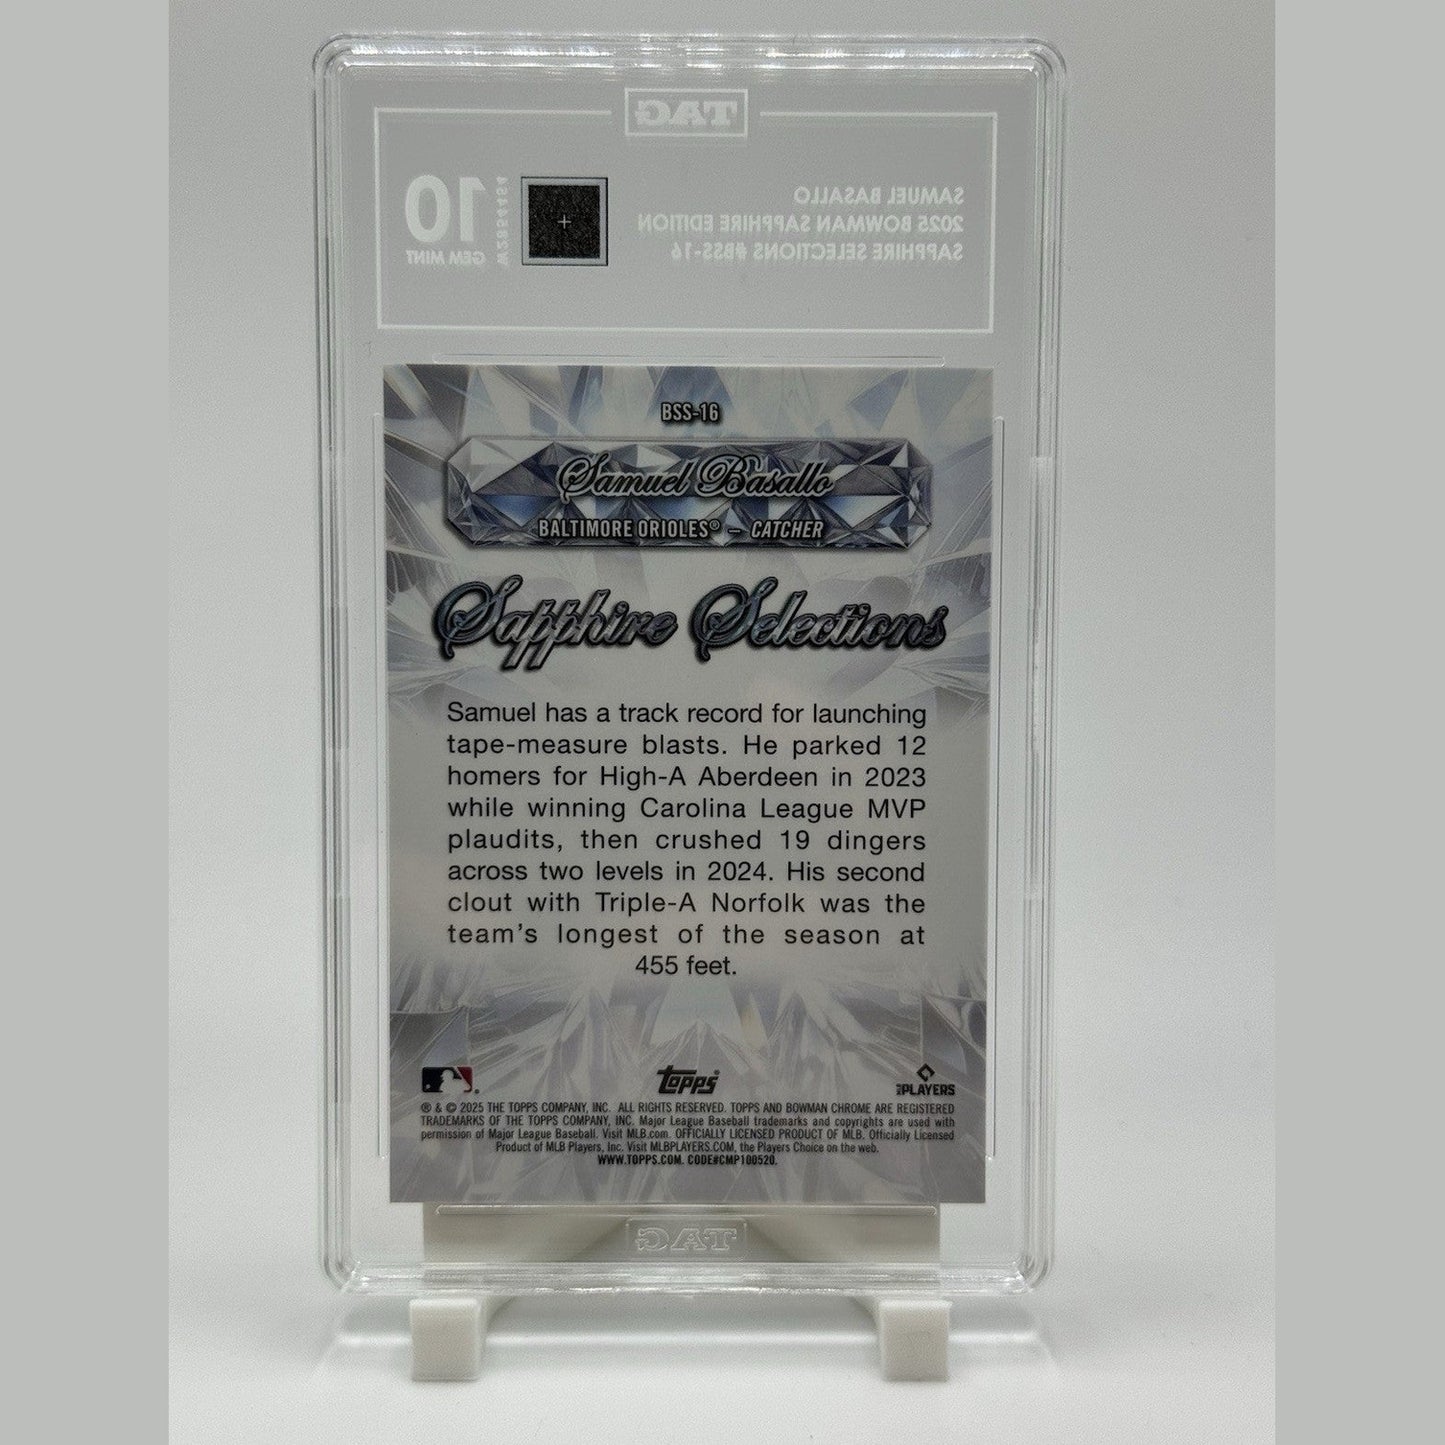 TAG
SAMUEL BASALLO
2025 BOWMAN SAPPHIRE EDITION
SAPPHIRE SELECTIONS #BSS-16
W2854454
10
GEM MINT
BSS-16
Samuel Basallo
BALTIMORE ORIOLES® – CATCHER
Sapphire Selections
Samuel has a track record for launching
tape-measure blasts. He parked 12
homers for High-A Aberdeen in 2023
while winning Carolina League MVP
plaudits, then crushed 19 dingers
across two levels in 2024. His second
clout with Triple-A Norfolk was the
team's longest of the season at
455 feet.
topps®
PLAYERS
® & © 2025 THE TOPPS COMPANY, INC. ALL RIGHTS RESERVED. TOPPS AND BOWMAN CHROME ARE REGISTERED
TRADEMARKS OF THE TOPPS COMPANY, INC. Major League Baseball trademarks and copyrights are used with
permission of Major League Baseball. Visit MLB.com. OFFICIALLY LICENSED PRODUCT OF MLB. Officially Licensed
Product of MLB Players, Inc. Visit MLBPLAYERS.COM, the Players Choice on the web.
WWW.TOPPS.COM. CODE#CMP100520.
TAG